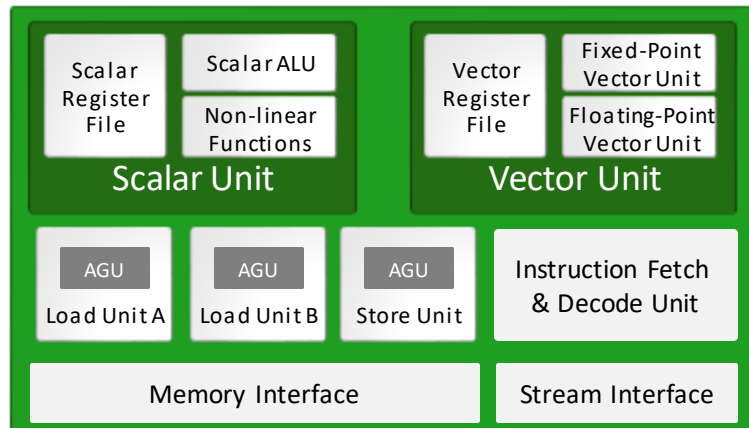 Scalar
Register
File
Scalar ALU
Non-linear
Functions
Scalar Unit
Vector
Register
File
Fixed-Point
Vector Unit
Floating-Point
Vector Unit
Vector Unit
AGU
Load Unit A
AGU
Load Unit B
AGU
Store Unit
Instruction Fetch
& Decode Unit
Memory Interface
Stream Interface